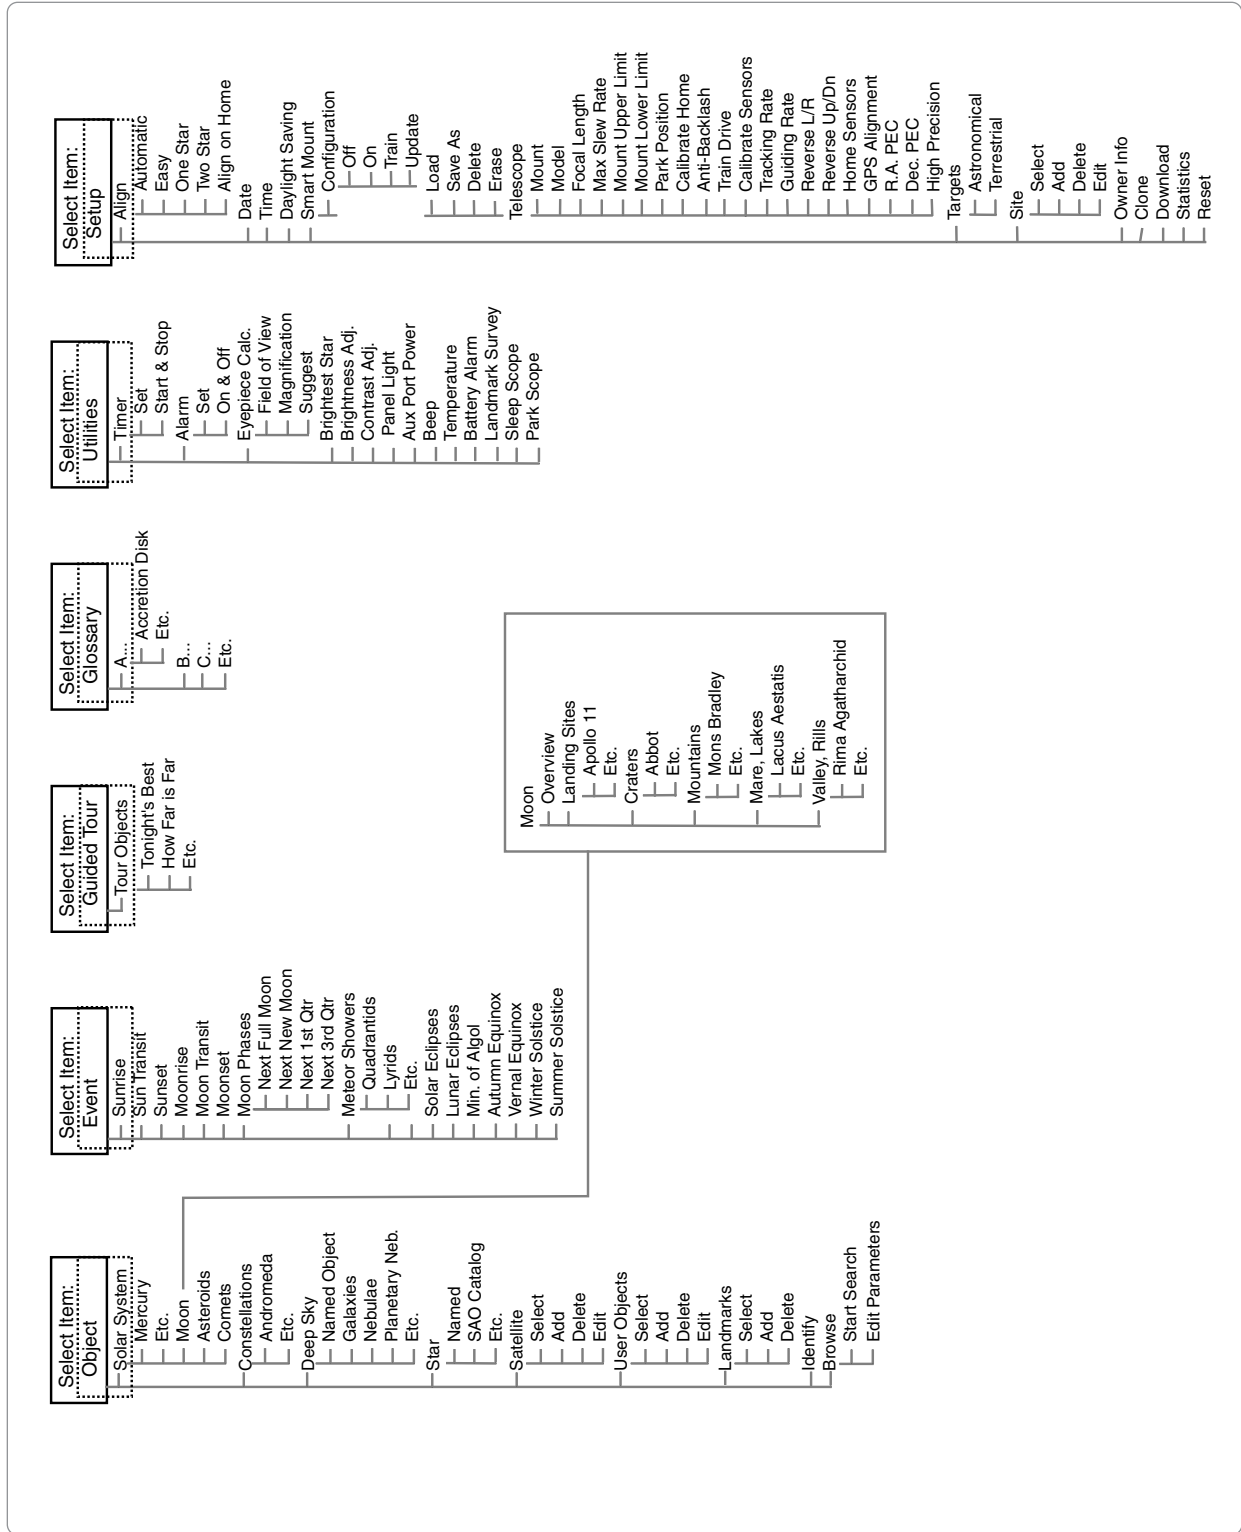 Select Item:
Object
Solar System
Mercury
Etc.
Moon
Asteroids
Comets
Constellations
Andromeda
Etc.
Deep Sky
Named Object
Galaxies
Nebulae
Planetary Neb.
Etc.
Star
Named
SAO Catalog
Etc.
Satellite
Select
Add
Delete
Edit
User Objects
Select
Add
Delete
Edit
Landmarks
Select
Add
Delete
Identify
Browse
Start Search
Edit Parameters
Select Item:
Event
Sunrise
Sun Transit
Sunset
Moonrise
Moon Transit
Moonset
Moon Phases
Next Full Moon
Next New Moon
Next 1st Qtr
Next 3rd Qtr
Meteor Showers
Quadrantids
Lyrids
Etc.
Solar Eclipses
Lunar Eclipses
Min. of Algol
Autumn Equinox
Vernal Equinox
Winter Solstice
Summer Solstice
Select Item:
Guided Tour
Tour Objects
Tonight's Best
How Far is Far
Etc.
Moon
Overview
Landing Sites
Apollo 11
Etc.
Craters
Abbot
Etc.
Mountains
Mons Bradley
Etc.
Mare, Lakes
Lacus Aestatis
Etc.
Valley, Rills
Rima Agatharchid
Etc.
Select Item:
Glossary
A...
Accretion Disk
Etc.
B...
C...
Etc.
Select Item:
Utilities
Timer
Set
Start & Stop
Alarm
Set
On & Off
Eyepiece Calc.
Field of View
Magnification
Suggest
Brightest Star
Brightness Adj.
Contrast Adj.
Panel Light
Aux Port Power
Beep
Temperature
Battery Alarm
Landmark Survey
Sleep Scope
Park Scope
Select Item:
Setup
Align
Automatic
Easy
One Star
Two Star
Align on Home
Date
Time
Daylight Saving
Smart Mount
Configuration
Off
On
Train
Update
Load
Save As
Delete
Erase
Telescope
Mount
Model
Focal Length
Max Slew Rate
Mount Upper Limit
Mount Lower Limit
Park Position
Calibrate Home
Anti-Backlash
Train Drive
Calibrate Sensors
Tracking Rate
Guiding Rate
Reverse L/R
Reverse Up/Dn
Home Sensors
GPS Alignment
R.A. PEC
Dec. PEC
High Precision
Targets
Astronomical
Terrestrial
Site
Select
Add
Delete
Edit
Owner Info
Clone
Download
Statistics
Reset